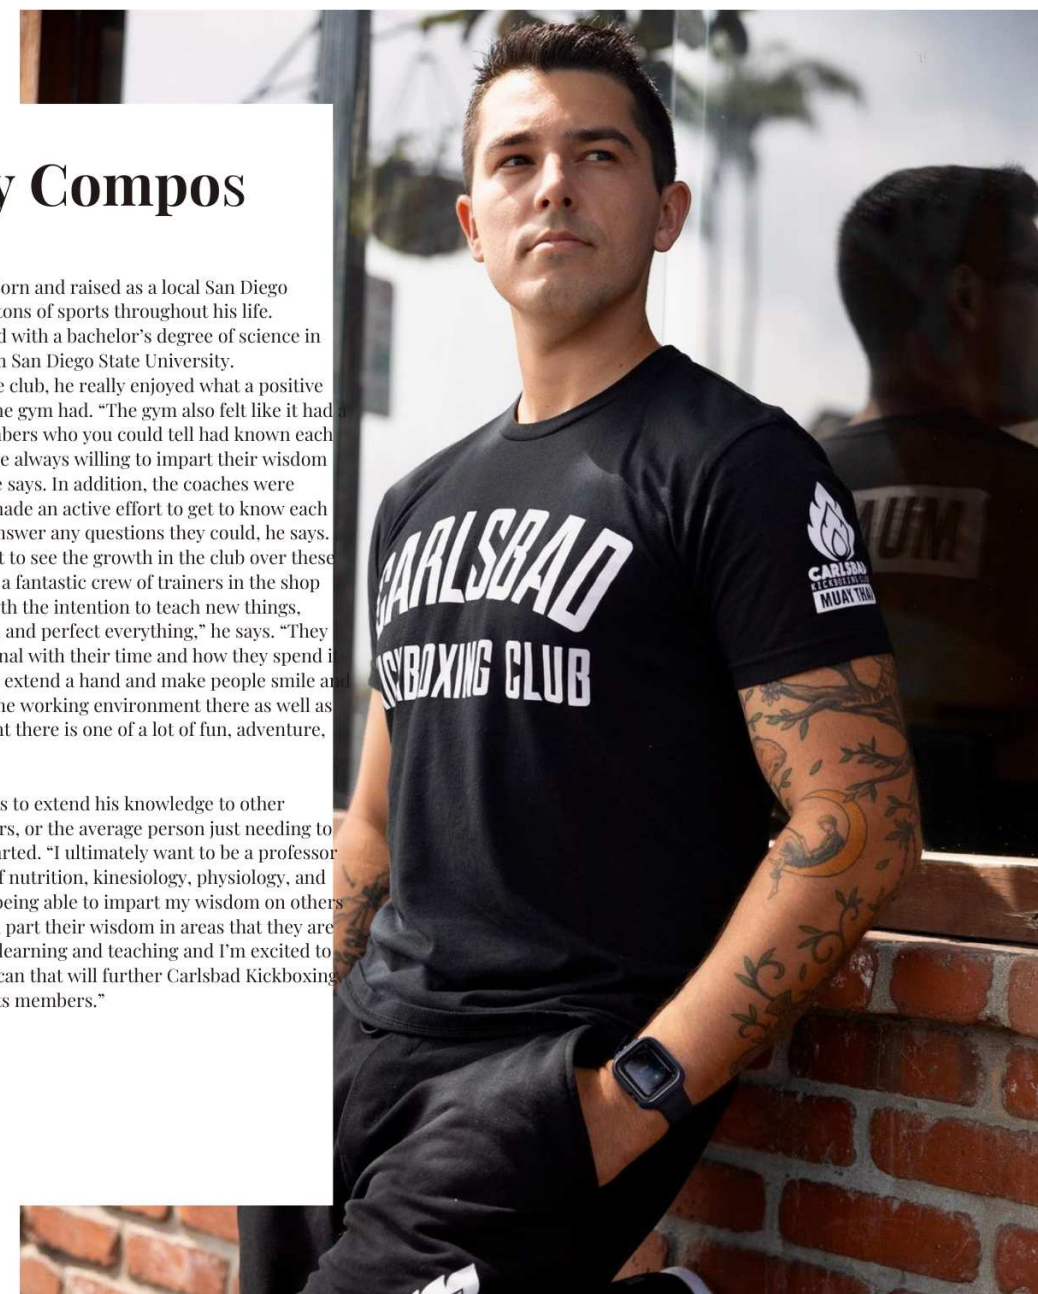 y Compos
orn and raised as a local San Diego
tons of sports throughout his life.
d with a bachelor's degree of science in
n San Diego State University.
e club, he really enjoyed what a positive
he gym had. “The gym also felt like it had a
bers who you could tell had known each
e always willing to impart their wisdom
e says. In addition, the coaches were
made an active effort to get to know each
nswer any questions they could, he says.
t to see the growth in the club over these
a fantastic crew of trainers in the shop
th the intention to teach new things,
and perfect everything,” he says. “They
nal with their time and how they spend it
extend a hand and make people smile and
he working environment there as well as
nt there is one of a lot of fun, adventure,
s to extend his knowledge to other
rs, or the average person just needing to
arted. “I ultimately want to be a professor
f nutrition, kinesiology, physiology, and
being able to impart my wisdom on others
part their wisdom in areas that they are
learning and teaching and I'm excited to
can that will further Carlsbad Kickboxing
ts members.”
CARLSBAD
KICKBOXING CLUB
CARLSBAD
KICKBOXING CLUB
MUAY THAI
MUM